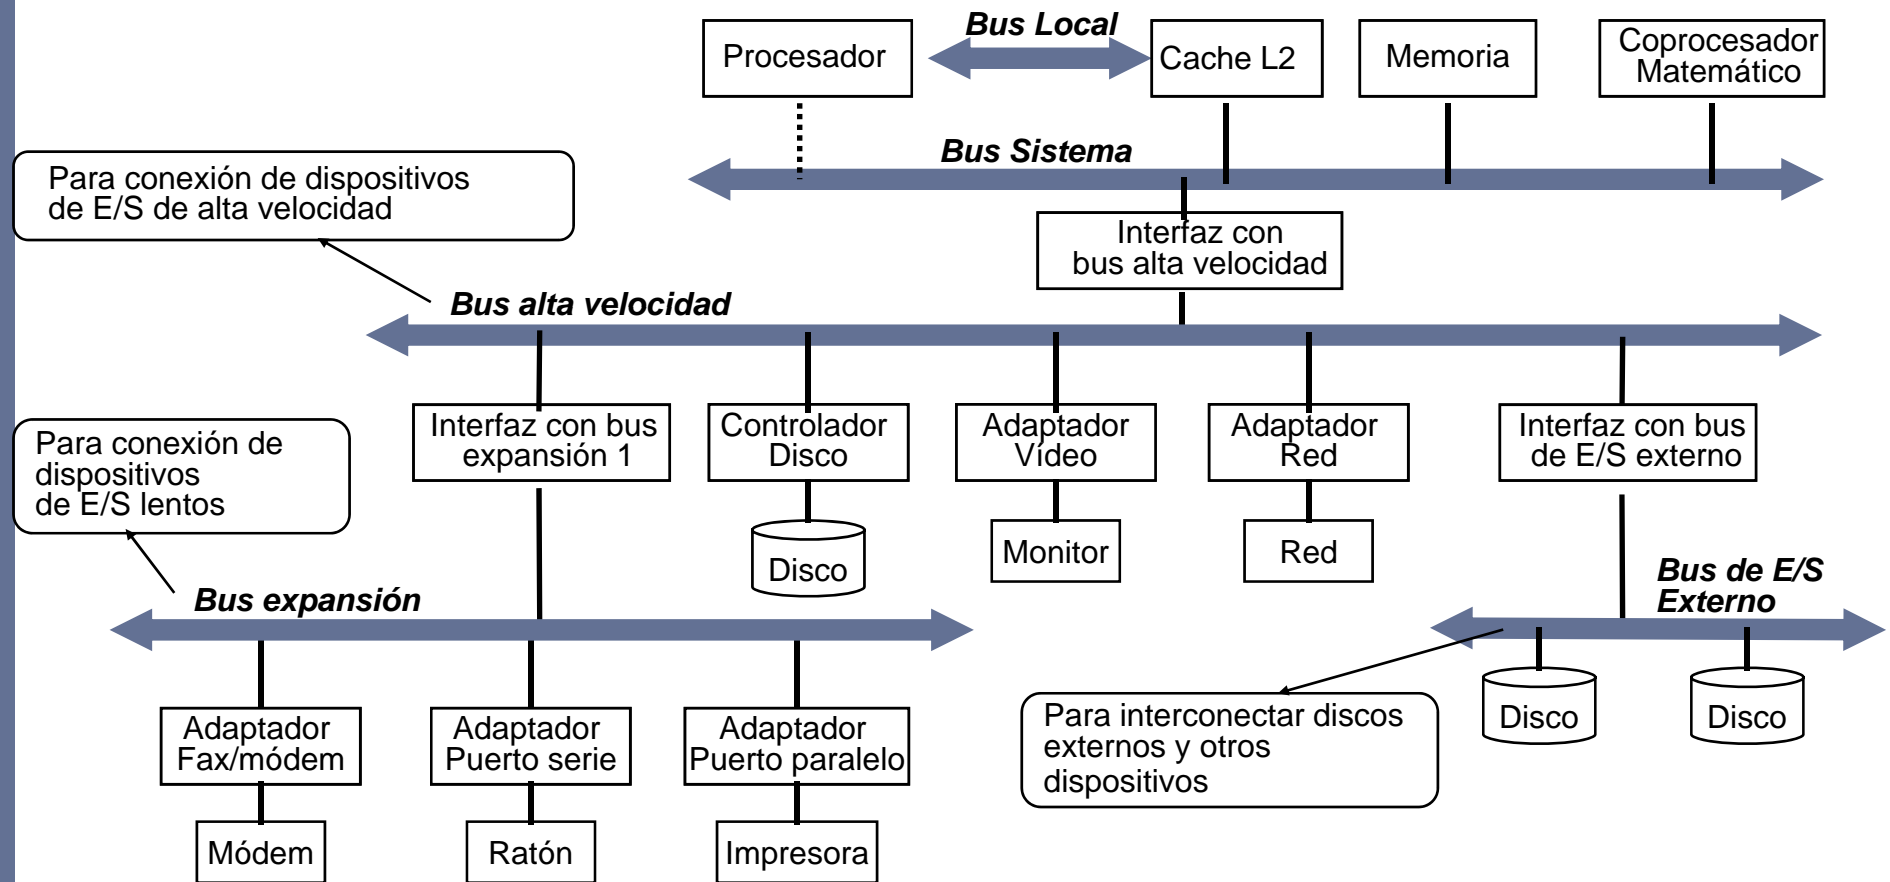 Bus Local
Procesador
Cache L2
Memoria
Coprocesador
Matemático
Bus Sistema
Para conexión de dispositivos
de E/S de alta velocidad
Interfaz con
bus alta velocidad
Bus alta velocidad
Interfaz con bus
expansión 1
Controlador
Disco
Adaptador
Vídeo
Adaptador
Red
Interfaz con bus
de E/S externo
Para conexión de
dispositivos
de E/S lentos
Disco
Monitor
Red
Bus expansión
Bus de E/S
Externo
Adaptador
Fax/módem
Adaptador
Puerto serie
Adaptador
Puerto paralelo
Para interconectar discos
externos y otros
dispositivos
Disco
Disco
Módem
Ratón
Impresora